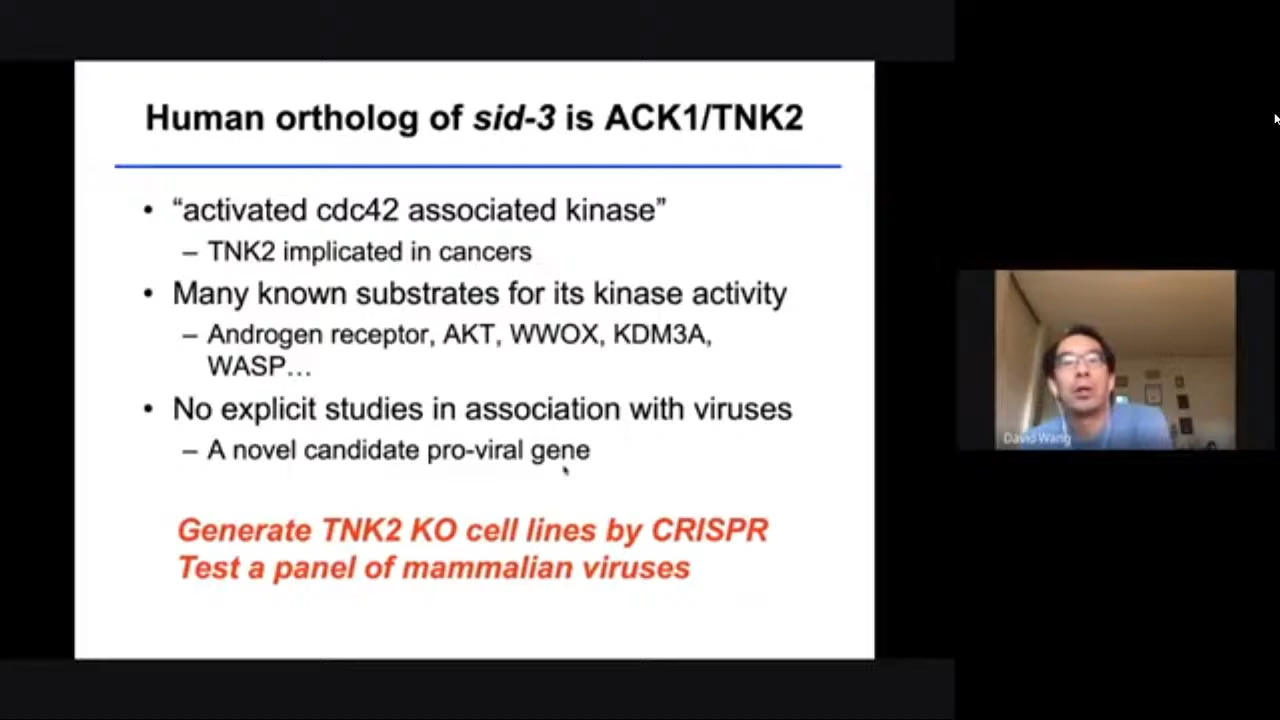 Human ortholog of sid-3 is ACK1/TNK2
• “activated cdc42 associated kinase”
– TNK2 implicated in cancers
• Many known substrates for its kinase activity
– Androgen receptor, AKT, WWOX, KDM3A,
WASP…
• No explicit studies in association with viruses
– A novel candidate pro-viral gene
Generate TNK2 KO cell lines by CRISPR
Test a panel of mammalian viruses
David Wang